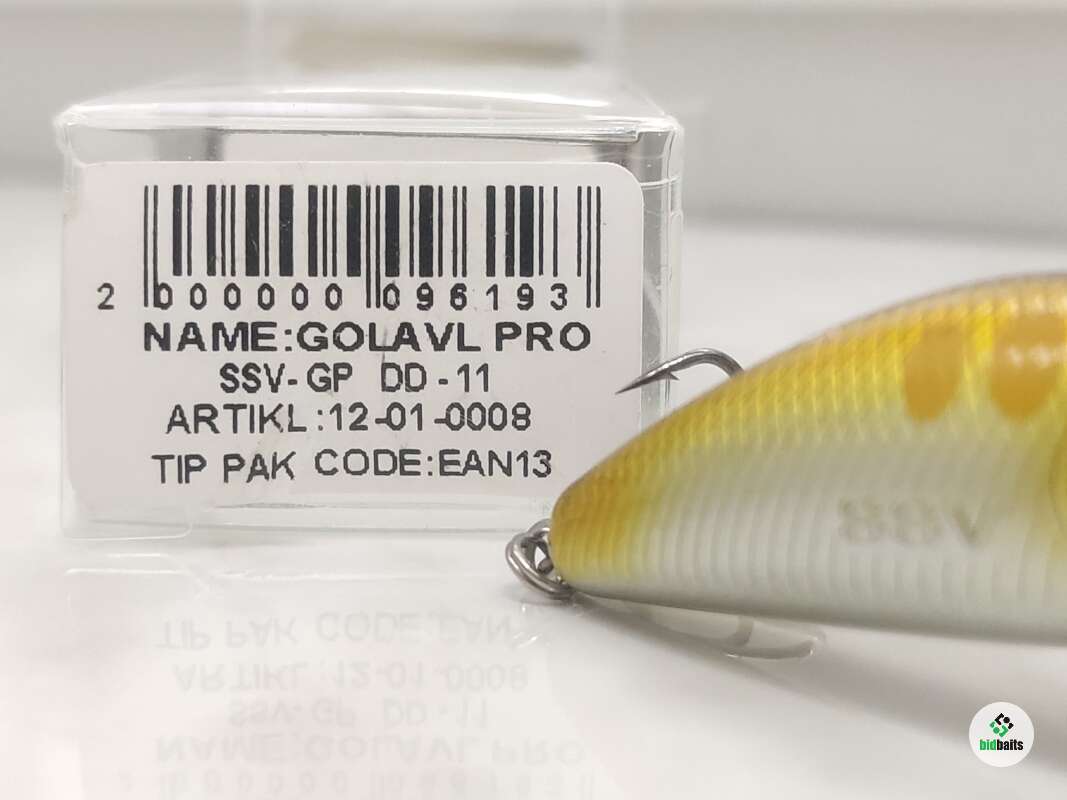 2 000000 096193
NAME:GOLAVL PRO
SSV-GP DD-11
ARTIKL:12-01-0008
TIP PAK CODE:EAN13
bidbaits